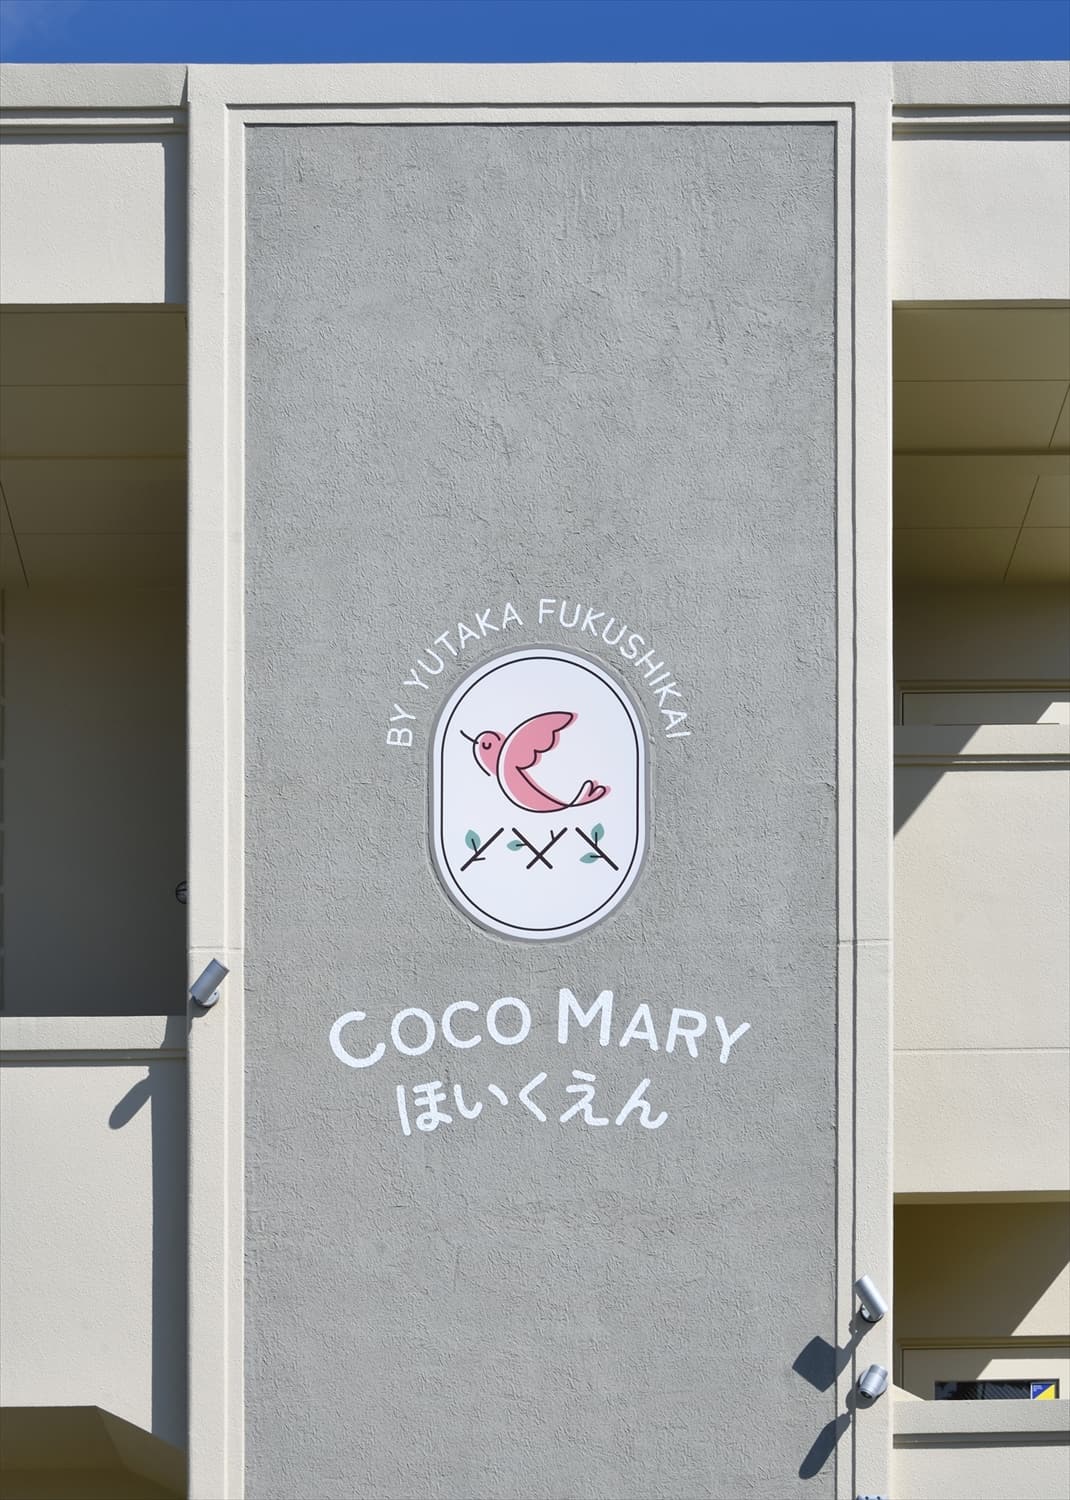 BY YUTAKA FUKUSHIKAI
COCO MARY
ほいくえん